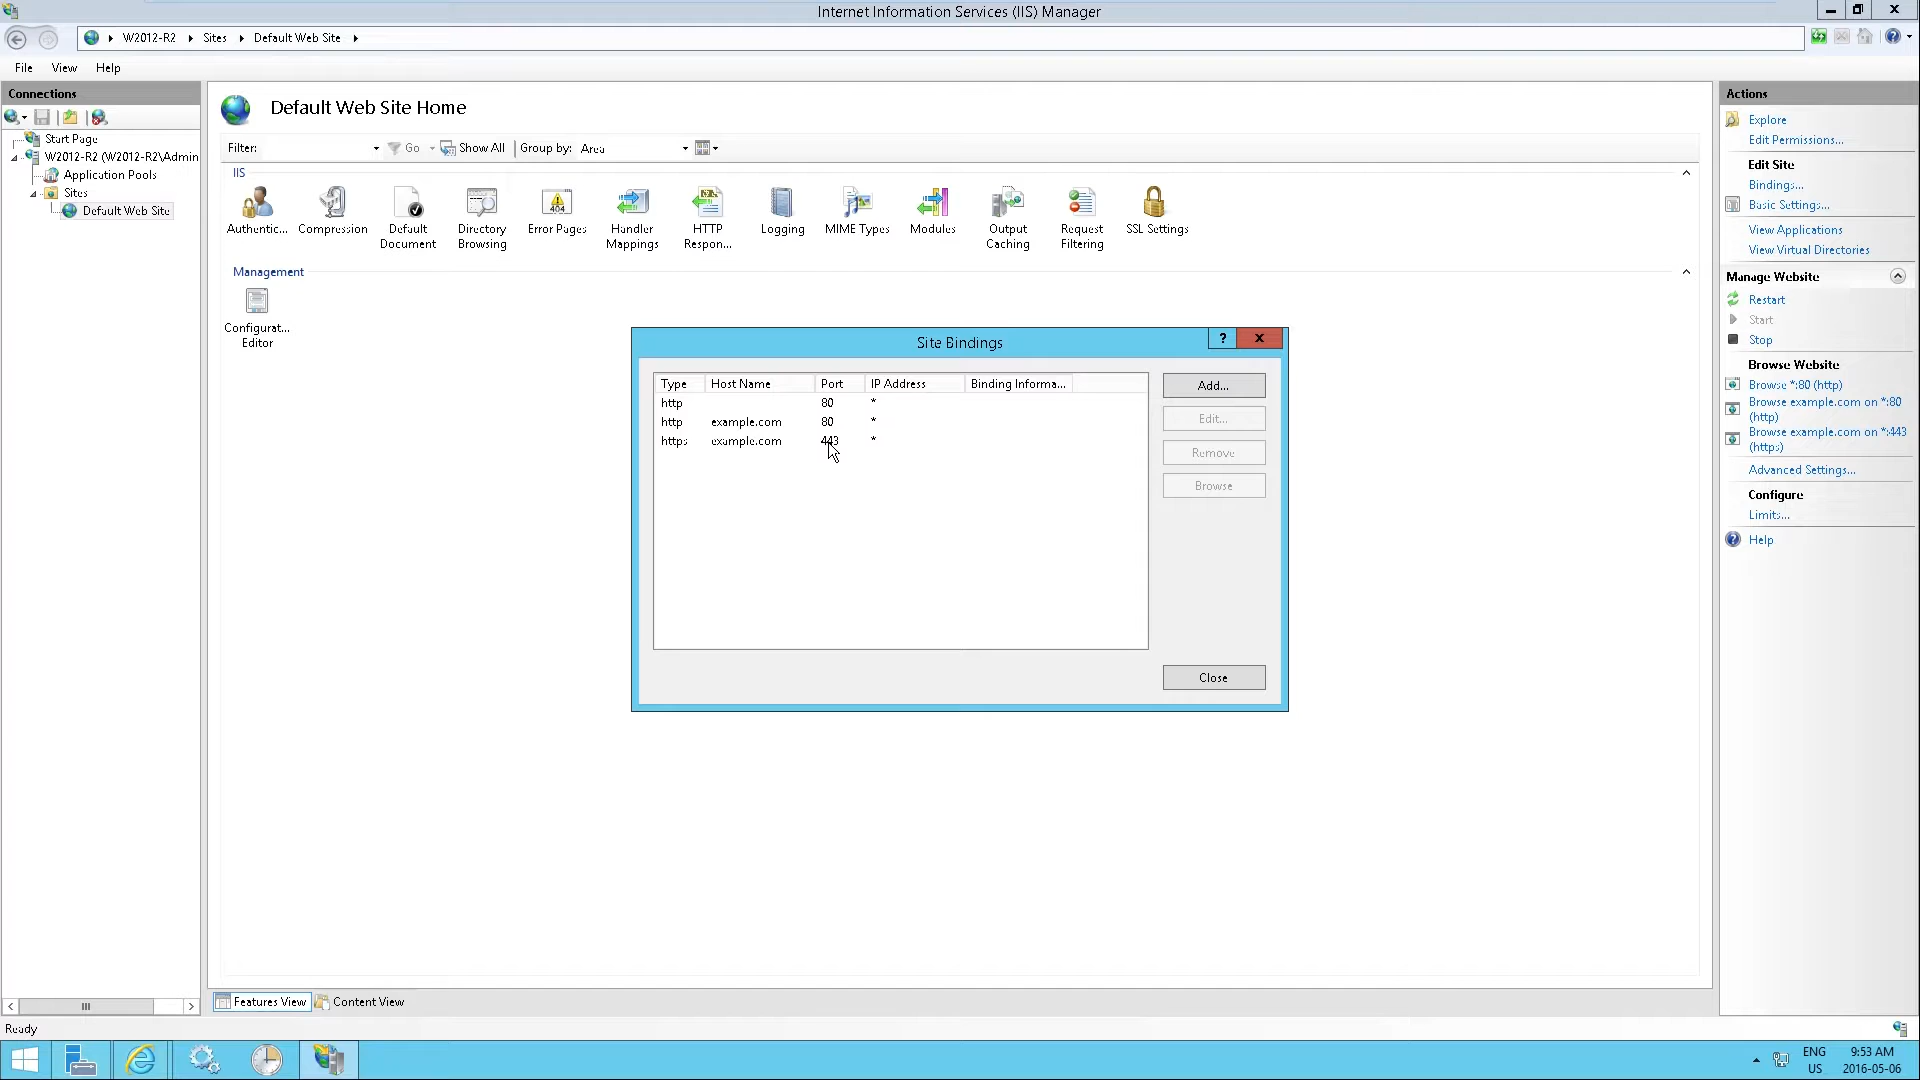 Internet Information Services (IIS) Manager
W2012-R2
Sites
Default Web Site
File View Help
Connections
Start Page
W2012-R2 (W2012-R2\Admin
Application Pools
Sites
Default Web Site
Default Web Site Home
Filter: Go Show All Group by: Area
IIS
Authentic...
Compression
Default
Document
Directory
Browsing
Error Pages
Handler
Mappings
HTTP
Respon...
Logging
MIME Types
Modules
Output
Caching
Request
Filtering
SSL Settings
Management
Configurat...
Editor
Site Bindings
? X
Type Host Name Port IP Address Binding Informa...
http 80 *
http example.com 80 *
https example.com 443 *
Add...
Edit...
Remove
Browse
Close
Actions
Explore
Edit Permissions...
Edit Site
Bindings...
Basic Settings...
View Applications
View Virtual Directories
Manage Website
Restart
Start
Stop
Browse Website
Browse *:80 (http)
Browse example.com on *:80
(http)
Browse example.com on *:443
(https)
Advanced Settings...
Configure
Limits...
Help
Features View Content View
Ready
ENG
US
9:53 AM
2016-05-06